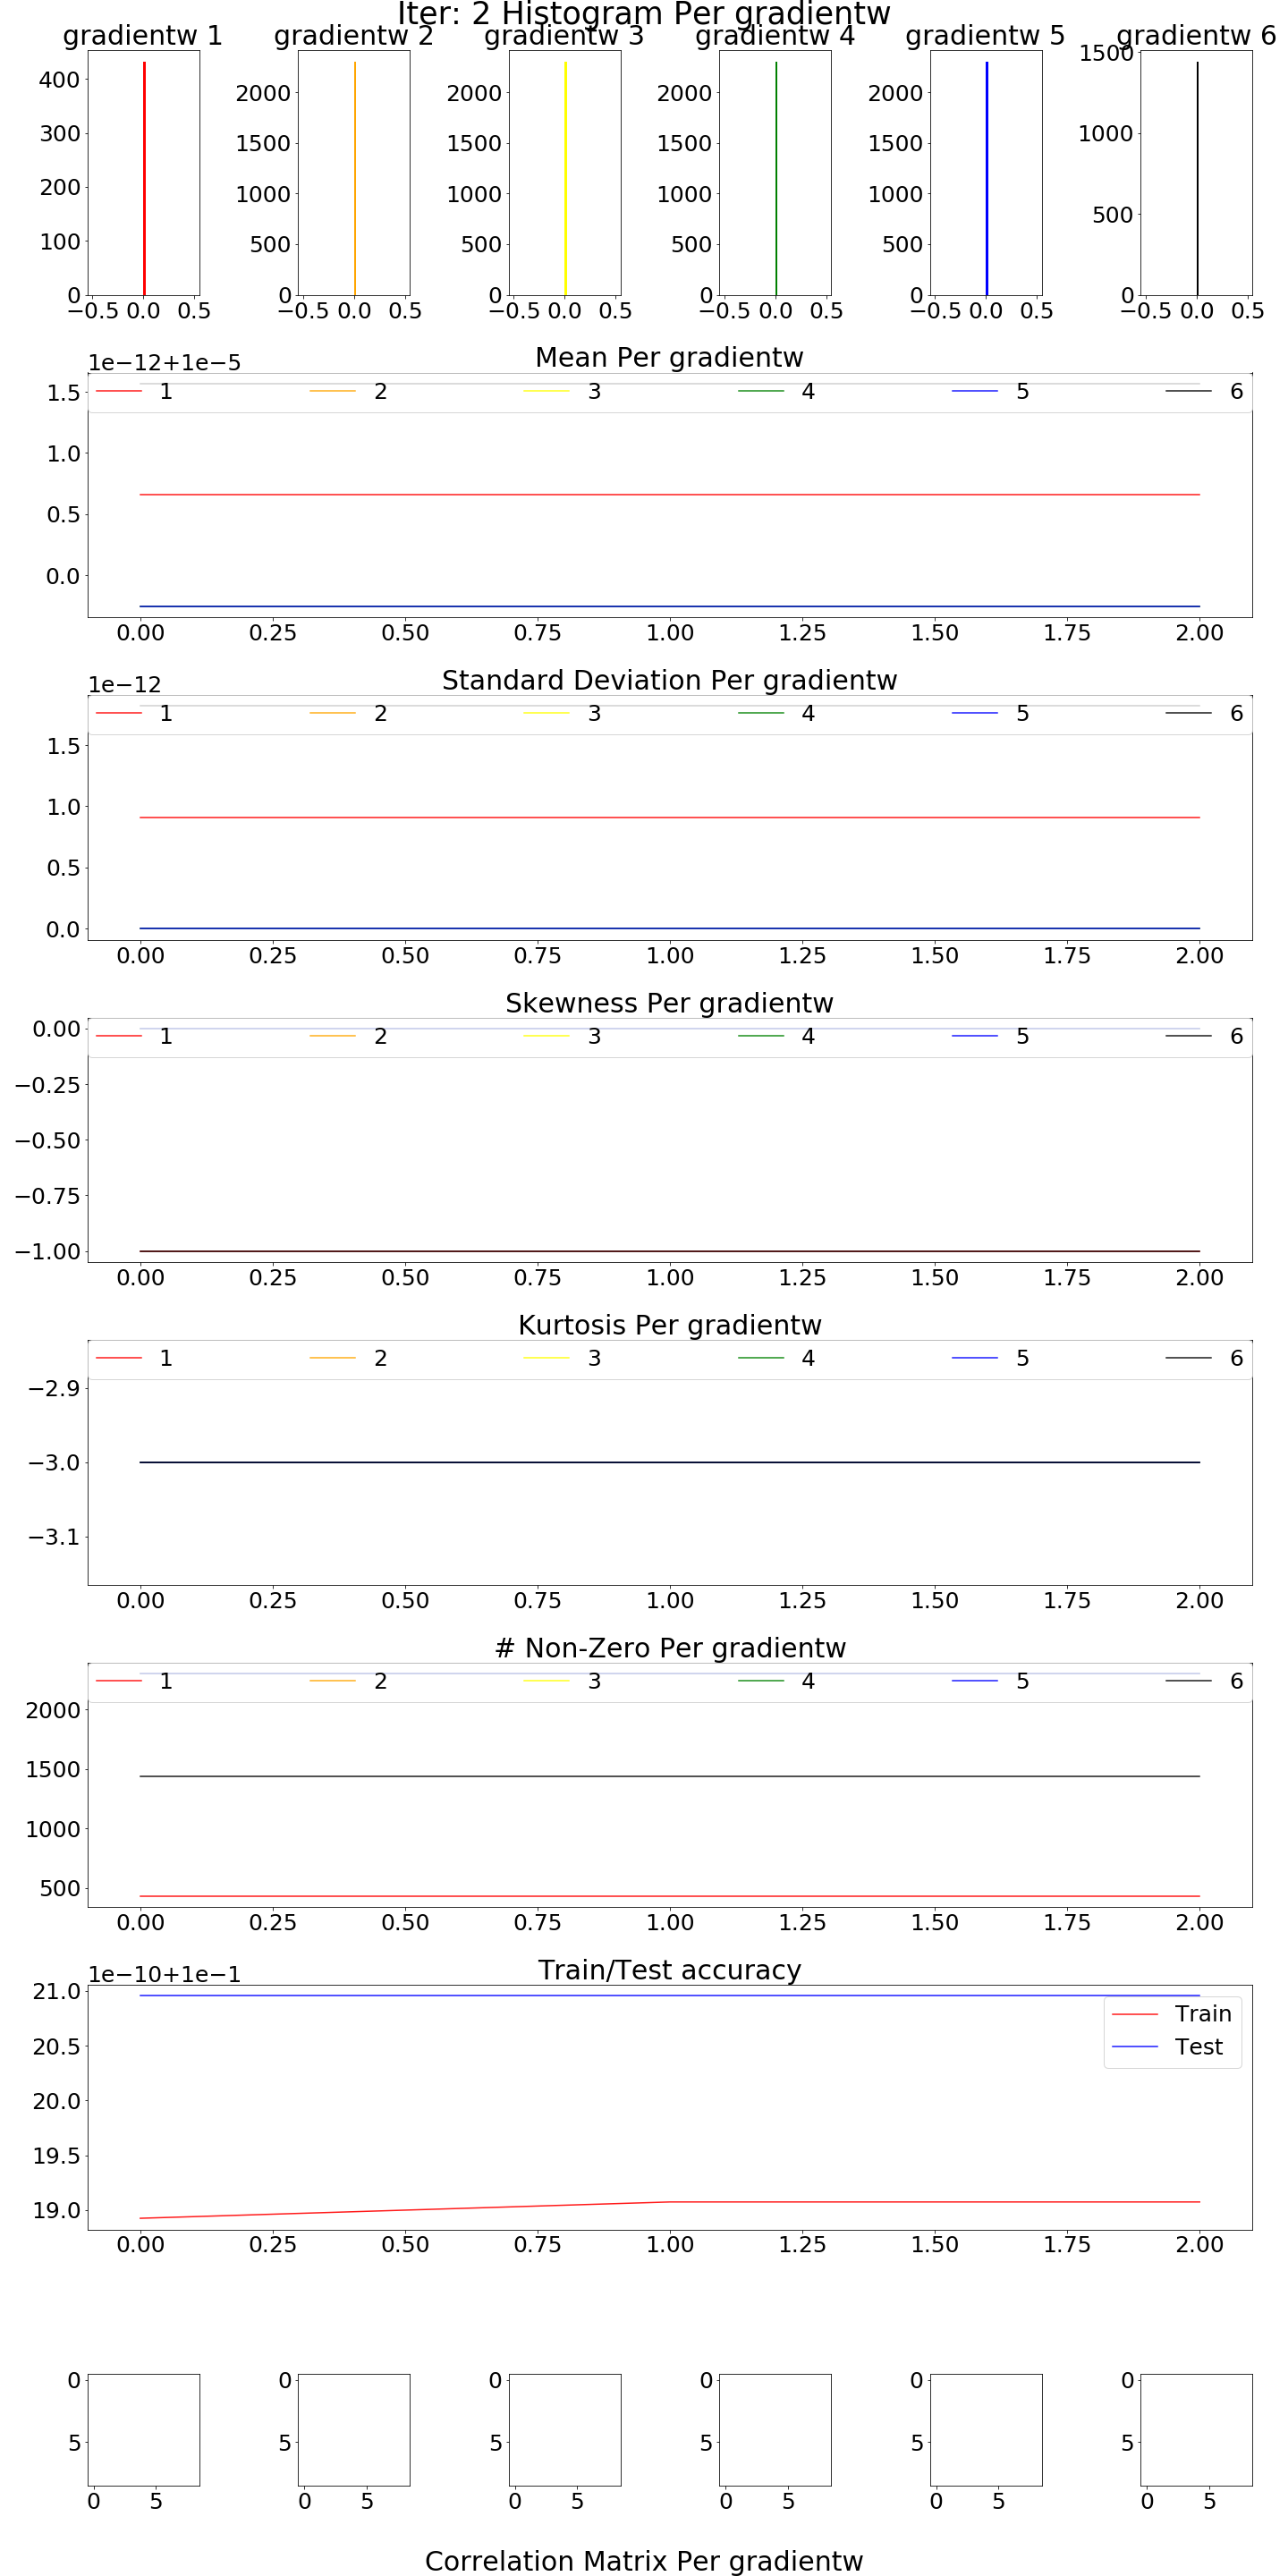 Iter: 2 Histogram Per gradientw
gradientw 1 gradientw 2 gradientw 3 gradientw 4 gradientw 5 gradientw 6
400 2000 2000 2000 2000 1500
300 1500 1500 1500 1500 1000
200 1000 1000 1000 1000
100 500 500 500 500 500
0 0 0 0 0 0
−0.5 0.0 0.5 −0.5 0.0 0.5 −0.5 0.0 0.5 −0.5 0.0 0.5 −0.5 0.0 0.5 −0.5 0.0 0.5
Mean Per gradientw
1e−12+1e−5
1 2 3 4 5 6
1.5
1.0
0.5
0.0
0.00 0.25 0.50 0.75 1.00 1.25 1.50 1.75 2.00
Standard Deviation Per gradientw
1e−12
1 2 3 4 5 6
1.5
1.0
0.5
0.0
0.00 0.25 0.50 0.75 1.00 1.25 1.50 1.75 2.00
Skewness Per gradientw
1 2 3 4 5 6
0.00
−0.25
−0.50
−0.75
−1.00
0.00 0.25 0.50 0.75 1.00 1.25 1.50 1.75 2.00
Kurtosis Per gradientw
1 2 3 4 5 6
−2.9
−3.0
−3.1
0.00 0.25 0.50 0.75 1.00 1.25 1.50 1.75 2.00
# Non-Zero Per gradientw
1 2 3 4 5 6
2000
1500
1000
500
0.00 0.25 0.50 0.75 1.00 1.25 1.50 1.75 2.00
Train/Test accuracy
1e−10+1e−1
21.0
20.5
20.0
19.5
19.0
Train
Test
0.00 0.25 0.50 0.75 1.00 1.25 1.50 1.75 2.00
0 0 0 0 0 0
5 5 5 5 5 5
0 5 0 5 0 5 0 5 0 5 0 5
Correlation Matrix Per gradientw